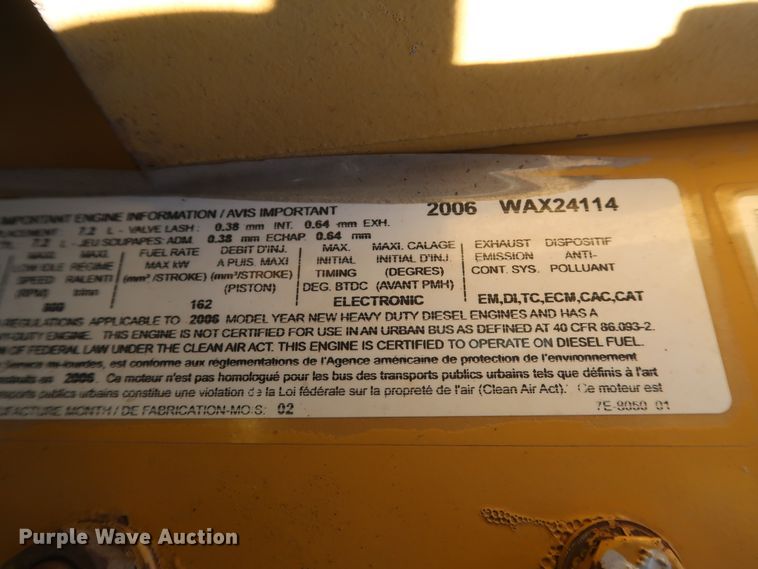 IMPORTANT ENGINE INFORMATION / AVIS IMPORTANT 2006 WAX24114
7.2 L - VALVE LASH : 0.38 mm INT. 0.64 mm EXH.
7.2 L - JEU SOUPAPES: ADM. 0.38 mm ECHAP 0.64 mm
MAXI. MAXI. FUEL RATE DEBIT D'INJ. MAX. MAXI. CALAGE EXHAUST DISPOSITIF
LOW IDLE REGIME MAX kW A PUIS. MAXI INITIAL INITIAL D'INJ. EMISSION ANTI-
SPEED RALENTI (mm³/STROKE) (mm³/STROKE) TIMING (DEGRES) CONT. SYS. POLLUANT
(RPM) tr/mn (PISTON) DEG. BTDC (AVANT PMH)
162 ELECTRONIC EM,DI,TC,ECM,CAC,CAT
REGULATIONS APPLICABLE TO 2006 MODEL YEAR NEW HEAVY DUTY DIESEL ENGINES AND HAS A
DUTY ENGINE. THIS ENGINE IS NOT CERTIFIED FOR USE IN AN URBAN BUS AS DEFINED AT 40 CFR 86.093-2.
OF FEDERAL LAW UNDER THE CLEAN AIR ACT. THIS ENGINE IS CERTIFIED TO OPERATE ON DIESEL FUEL.
mi-lourdes, est conforme aux réglementations de l'Agence américaine de protection de l'environnement
en 2006. Ce moteur n'est pas homologué pour les bus des transports publics urbains tels que définis à l'art
publics urbains constitue une violation de la Loi fédérale sur la propreté de l'air (Clean Air Act). Ce moteur est
MONTH / DE FABRICATION-MOIS: 02 7E-8050 01
Purple Wave Auction